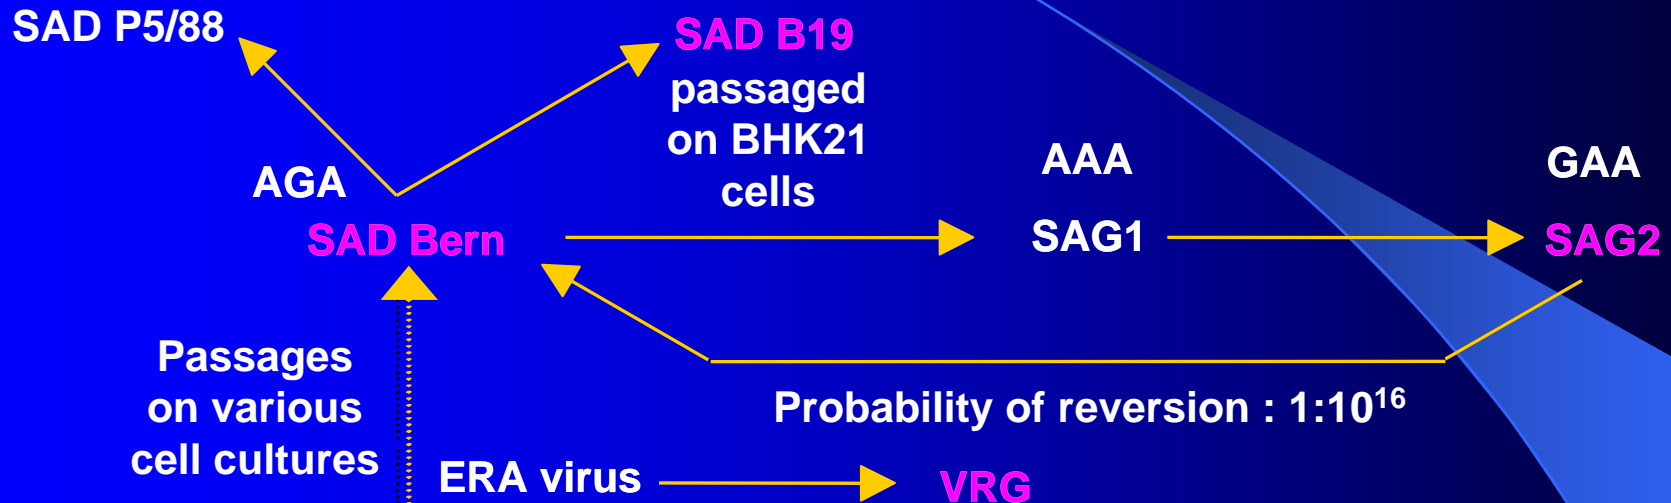 SAD P5/88
SAD B19
passaged
on BHK21
cells
AGA
SAD Bern
AAA
SAG1
GAA
SAG2
Probability of reversion : 1:10¹⁶
Passages
on various
cell cultures
ERA virus
VRG